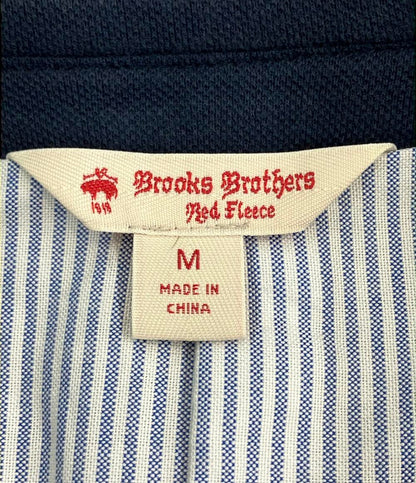 Brooks Brothers
Red Fleece
1818
M
MADE IN
CHINA